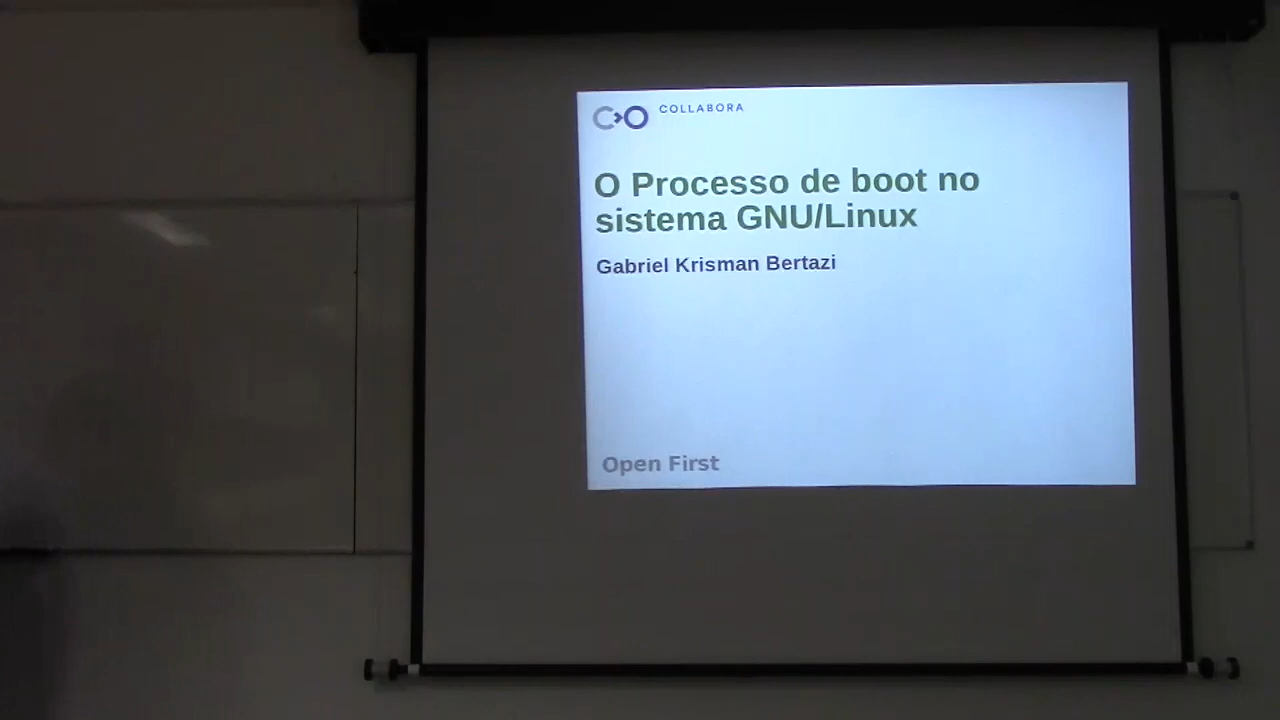 COLLABORA
O Processo de boot no
sistema GNU/Linux
Gabriel Krisman Bertazi
Open First